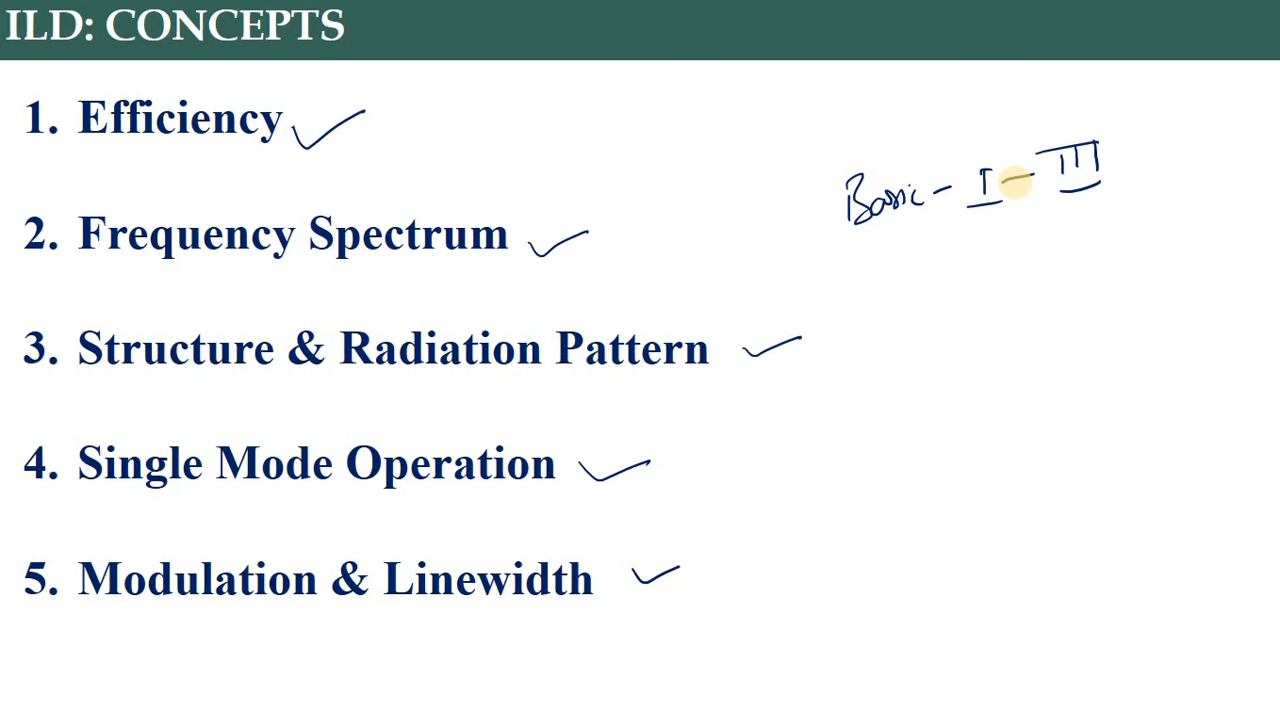 ILD: CONCEPTS
1. Efficiency
Basic - I - III
2. Frequency Spectrum
3. Structure & Radiation Pattern
4. Single Mode Operation
5. Modulation & Linewidth